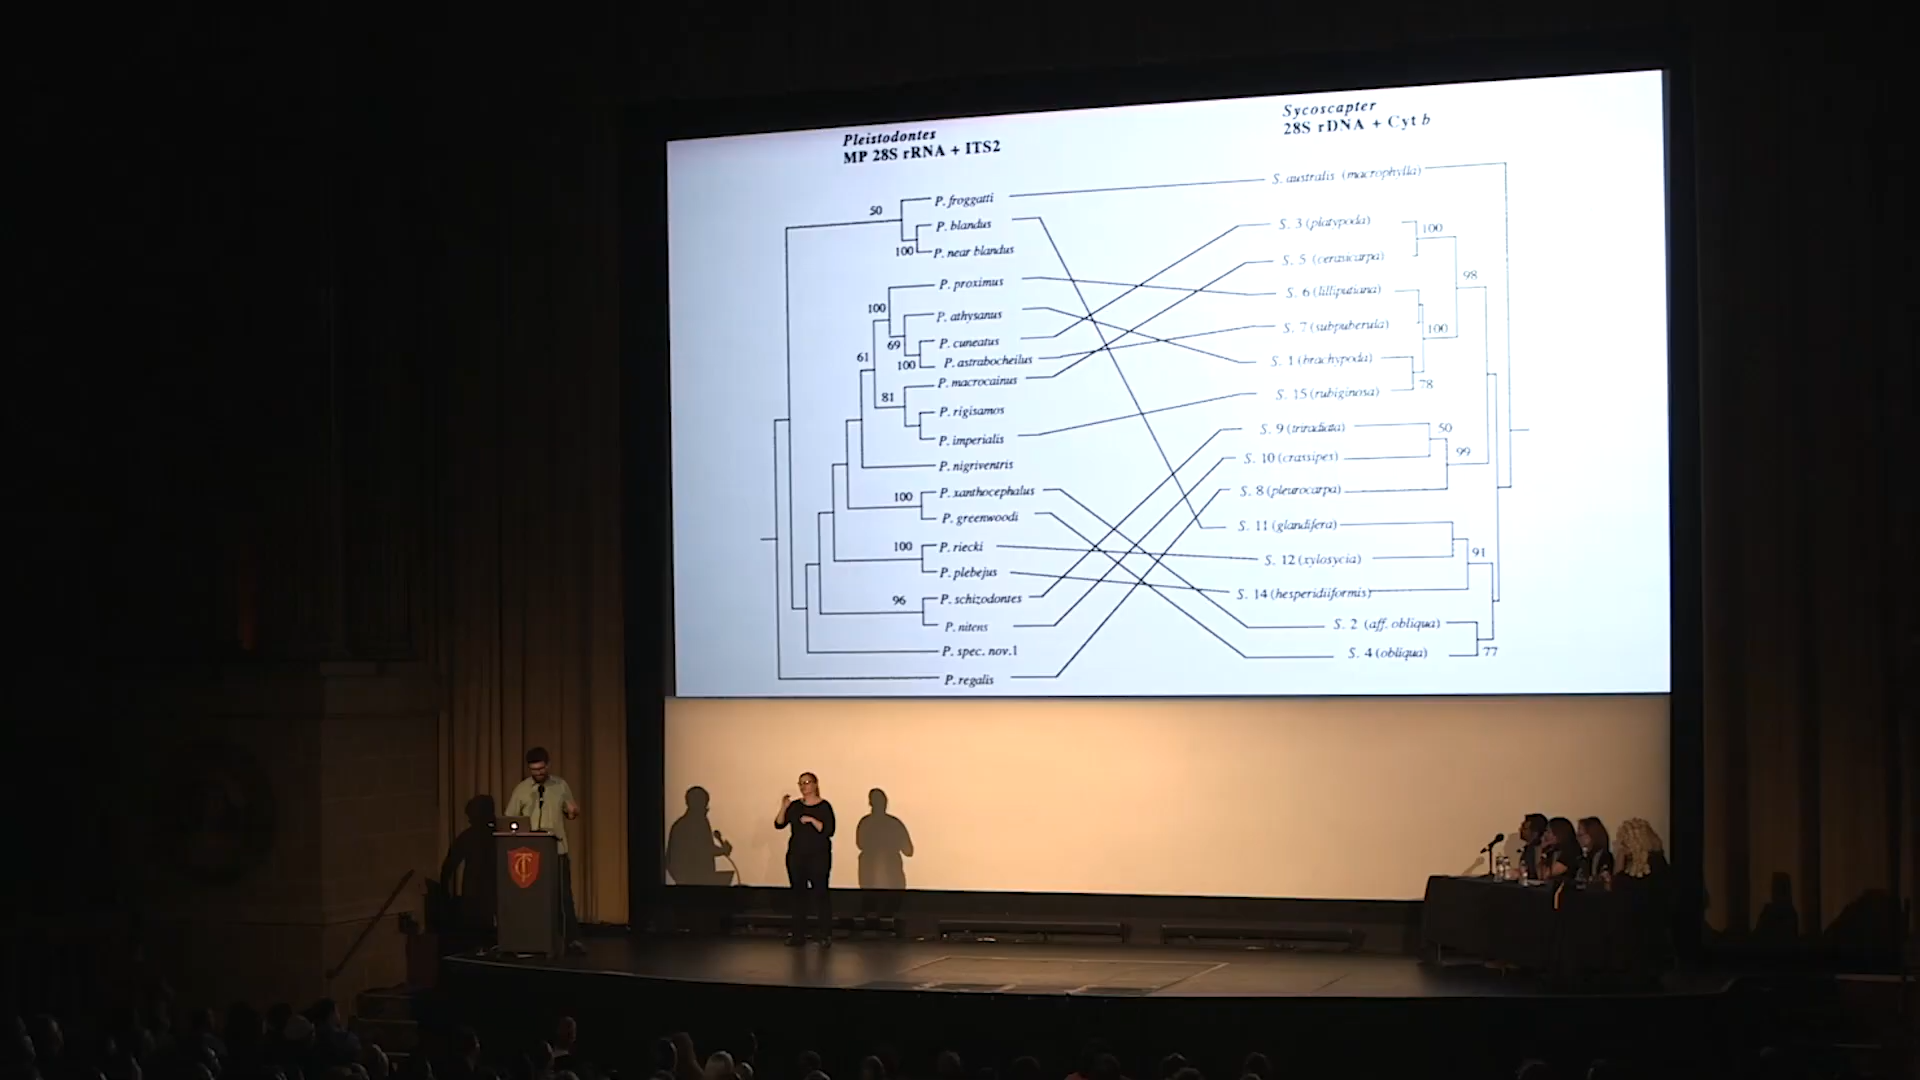 Pleistodontes
MP 28S rRNA + ITS2
Sycoscapter
28S rDNA + Cyt b
50
P. froggatti
P. blandus
100
P. near blandus
P. proximus
100
P. athysanus
69
P. cuneatus
61
100
P. astrabocheilus
P. macrocainus
81
P. rigisamos
P. imperialis
P. nigriventris
100
P. xanthocephalus
P. greenwoodi
100
P. riecki
P. plebejus
96
P. schizodontes
P. nitens
P. spec. nov.1
P. regalis
S. australis (macrophylla)
S. 3 (platypoda)
100
S. 5 (cerasicarpa)
98
S. 6 (lilliputiana)
S. 7 (subpuberula)
100
S. 1 (brachypoda)
78
S. 15 (rubiginosa)
S. 9 (triradiata)
50
S. 10 (crassipes)
99
S. 8 (pleurocarpa)
S. 11 (glandifera)
91
S. 12 (xylosycia)
S. 14 (hesperidiiformis)
S. 2 (aff. obliqua)
S. 4 (obliqua)
77